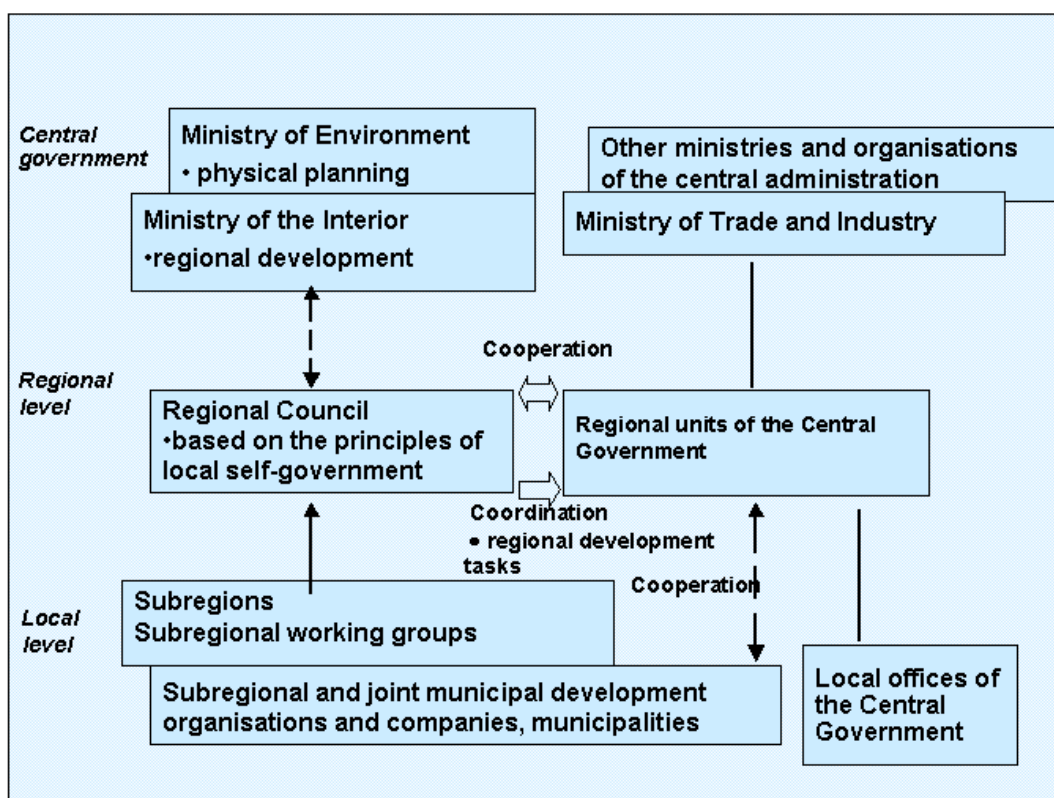 Central
government
Ministry of Environment
• physical planning
Ministry of the Interior
•regional development
Other ministries and organisations
of the central administration
Ministry of Trade and Industry
Cooperation
Regional
level
Regional Council
•based on the principles of
local self-government
Regional units of the Central
Government
Coordination
• regional development
tasks
Cooperation
Local
level
Subregions
Subregional working groups
Subregional and joint municipal development
organisations and companies, municipalities
Local offices of
the Central
Government